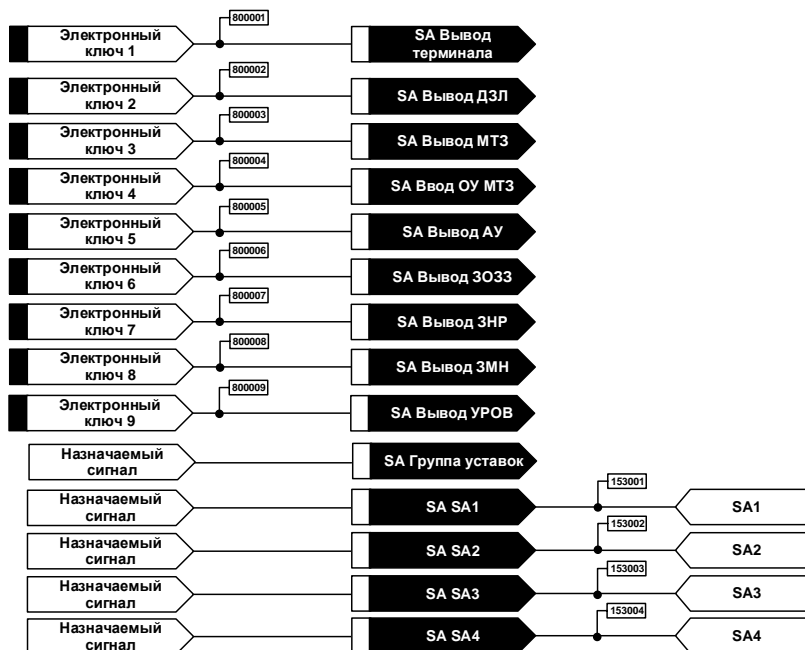 800001
Электронный
ключ 1
SA Вывод
терминала
800002
Электронный
ключ 2
SA Вывод ДЗЛ
800003
Электронный
ключ 3
SA Вывод МТЗ
800004
Электронный
ключ 4
SA Ввод ОУ МТЗ
800005
Электронный
ключ 5
SA Вывод АУ
800006
Электронный
ключ 6
SA Вывод ЗОЗЗ
800007
Электронный
ключ 7
SA Вывод ЗНР
800008
Электронный
ключ 8
SA Вывод ЗМН
800009
Электронный
ключ 9
SA Вывод УРОВ
Назначаемый
сигнал
SA Группа уставок
153001
Назначаемый
сигнал
SA SA1
SA1
153002
Назначаемый
сигнал
SA SA2
SA2
153003
Назначаемый
сигнал
SA SA3
SA3
153004
Назначаемый
сигнал
SA SA4
SA4